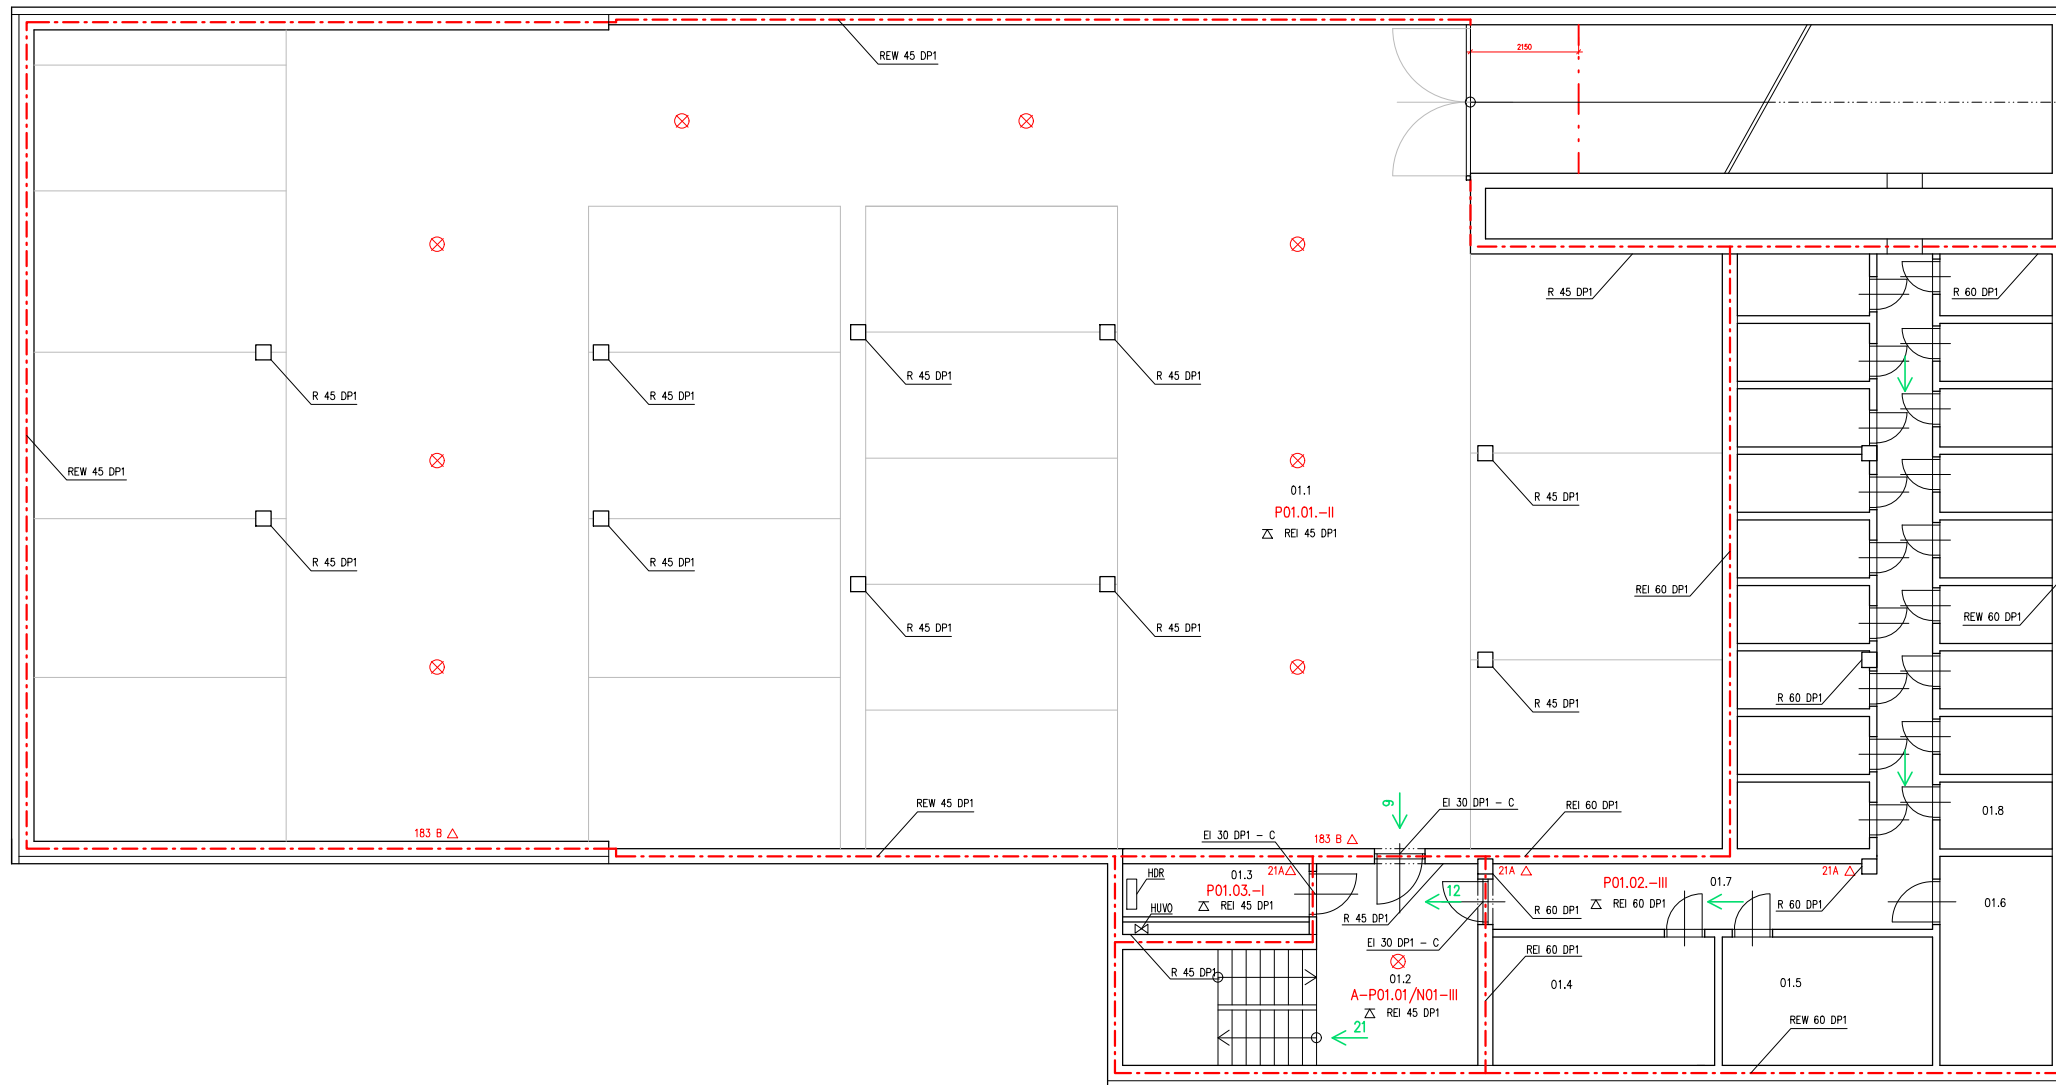 REW 45 DP1
2150
R 45 DP1
R 60 DP1
R 45 DP1
R 45 DP1
R 45 DP1
R 45 DP1
REW 45 DP1
01.1
P01.01.-II
REI 45 DP1
R 45 DP1
R 45 DP1
R 45 DP1
REI 60 DP1
REW 60 DP1
R 45 DP1
R 45 DP1
R 45 DP1
R 60 DP1
REW 45 DP1
9
EI 30 DP1 - C
REI 60 DP1
01.8
183 B
EI 30 DP1 - C
183 B
HDR
01.3
21A
P01.03.-I
REI 45 DP1
HUVO
12
R 45 DP1
21A
P01.02.-III
01.7
21A
REI 60 DP1
R 60 DP1
R 60 DP1
01.6
EI 30 DP1 - C
REI 60 DP1
R 45 DP1
01.2
A-P01.01/N01-III
REI 45 DP1
01.4
01.5
21
REW 60 DP1